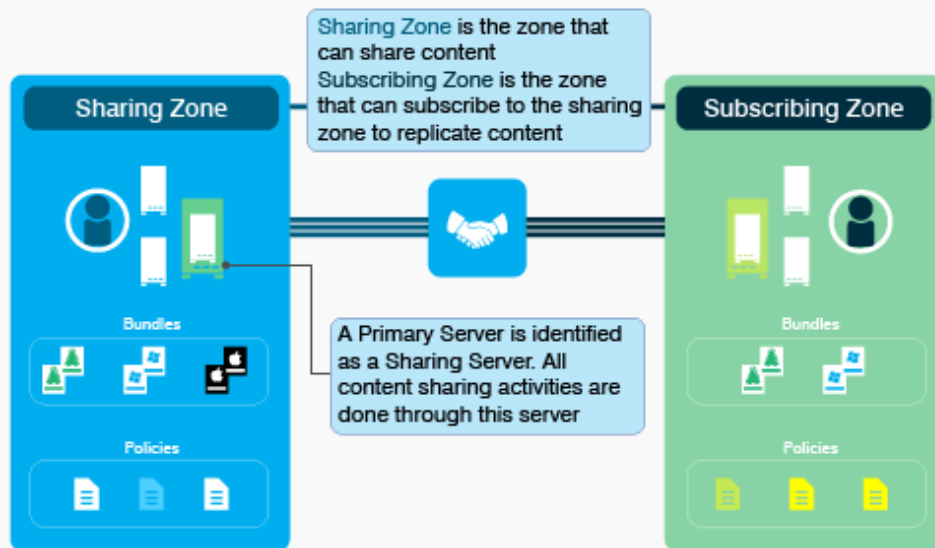 Sharing Zone is the zone that
can share content
Subscribing Zone is the zone
that can subscribe to the sharing
zone to replicate content
Sharing Zone
Subscribing Zone
A Primary Server is identified
as a Sharing Server. All
content sharing activities are
done through this server
Bundles
Policies
Bundles
Policies